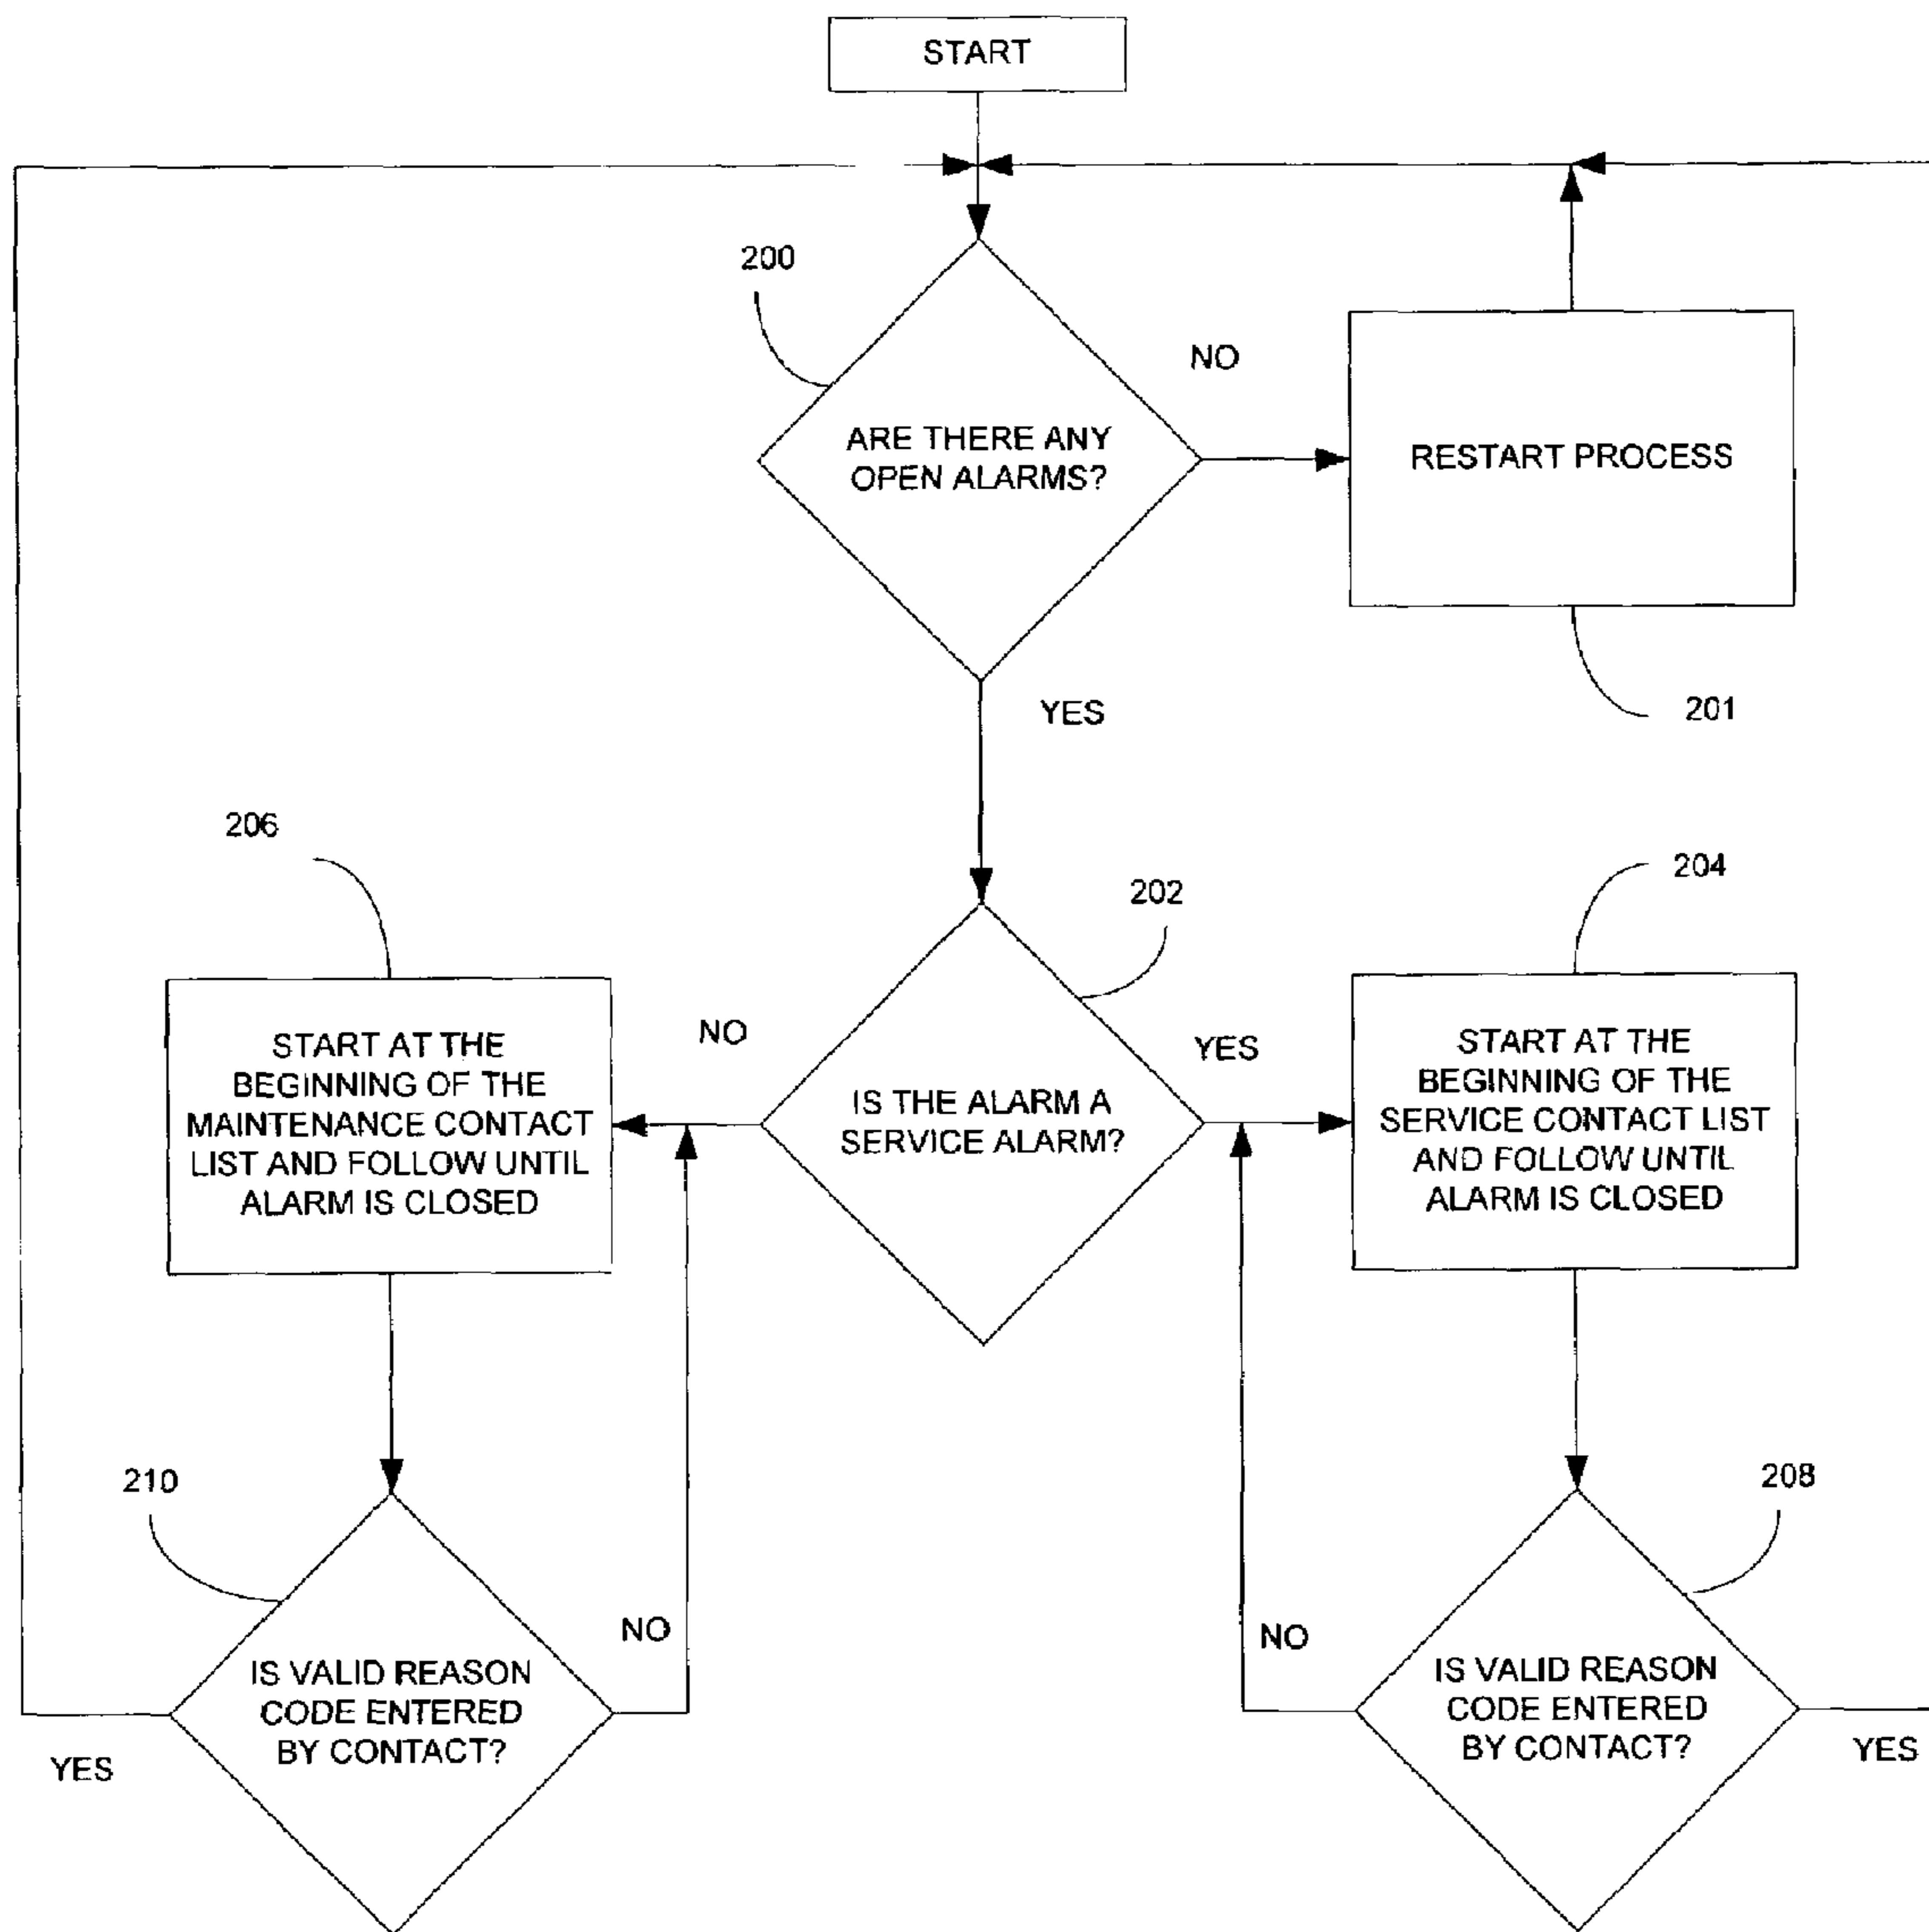 START
200
NO
ARE THERE ANY
OPEN ALARMS?
RESTART PROCESS
YES
201
206
204
202
NO
YES
START AT THE
BEGINNING OF THE
MAINTENANCE CONTACT
LIST AND FOLLOW UNTIL
ALARM IS CLOSED
IS THE ALARM A
SERVICE ALARM?
START AT THE
BEGINNING OF THE
SERVICE CONTACT LIST
AND FOLLOW UNTIL
ALARM IS CLOSED
210
208
NO
NO
IS VALID REASON
CODE ENTERED
BY CONTACT?
IS VALID REASON
CODE ENTERED
BY CONTACT?
YES
YES